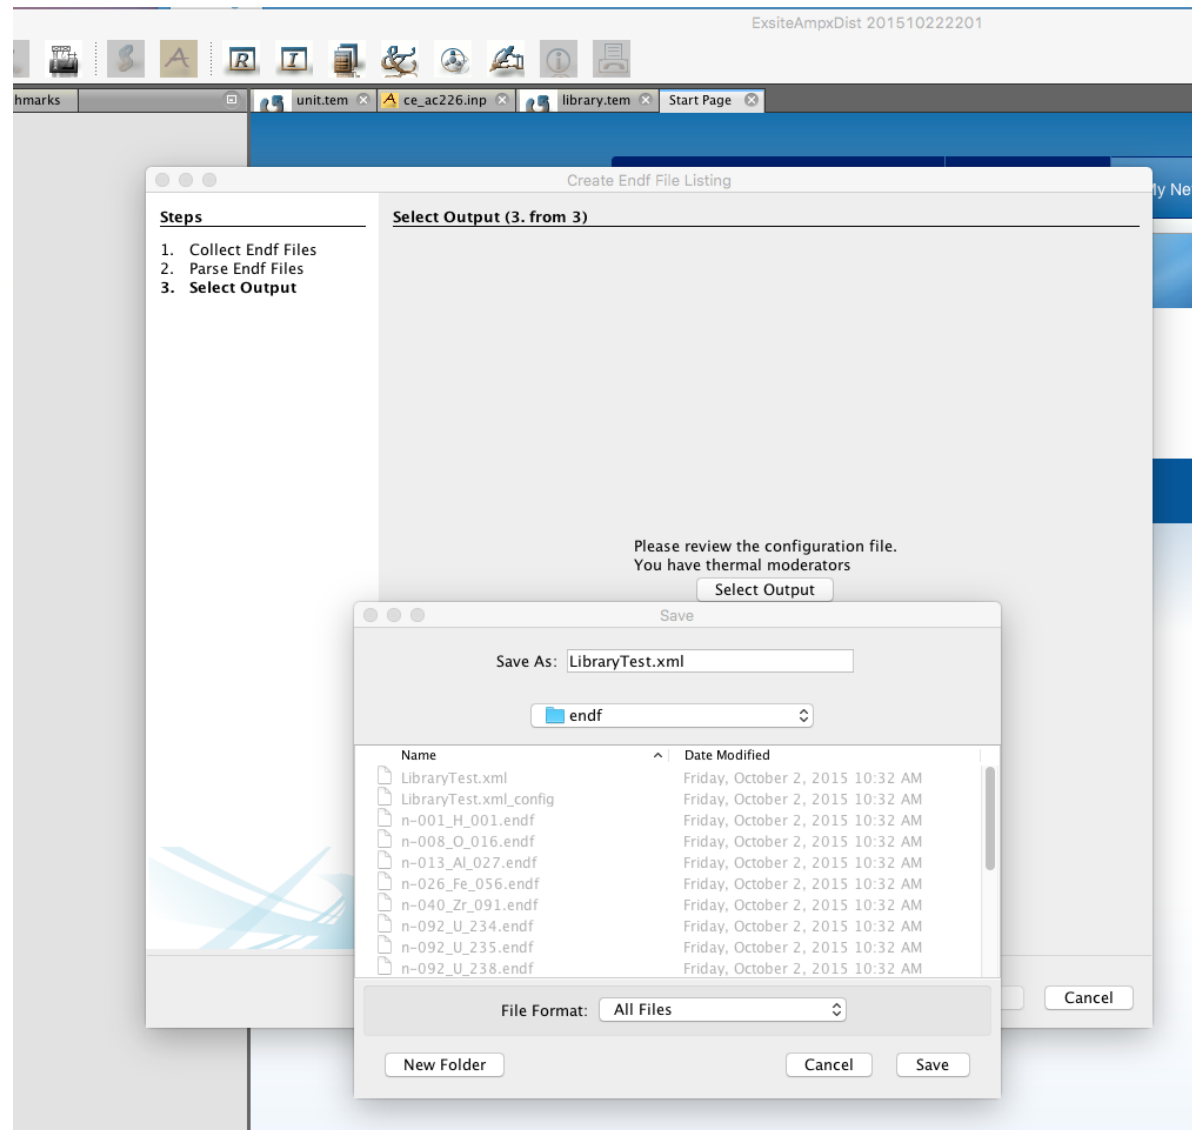 ExsiteAmpxDist 201510222201
S A R I
hmarks
unit.tem
A ce_ac226.inp
library.tem
Start Page
Create Endf File Listing
My Ne
Steps
Select Output (3. from 3)
1. Collect Endf Files
2. Parse Endf Files
3. Select Output
Please review the configuration file.
You have thermal moderators
Select Output
Save
Save As: LibraryTest.xml
endf
Name Date Modified
LibraryTest.xml Friday, October 2, 2015 10:32 AM
LibraryTest.xml_config Friday, October 2, 2015 10:32 AM
n-001_H_001.endf Friday, October 2, 2015 10:32 AM
n-008_O_016.endf Friday, October 2, 2015 10:32 AM
n-013_Al_027.endf Friday, October 2, 2015 10:32 AM
n-026_Fe_056.endf Friday, October 2, 2015 10:32 AM
n-040_Zr_091.endf Friday, October 2, 2015 10:32 AM
n-092_U_234.endf Friday, October 2, 2015 10:32 AM
n-092_U_235.endf Friday, October 2, 2015 10:32 AM
n-092_U_238.endf Friday, October 2, 2015 10:32 AM
Cancel
File Format: All Files
New Folder Cancel Save